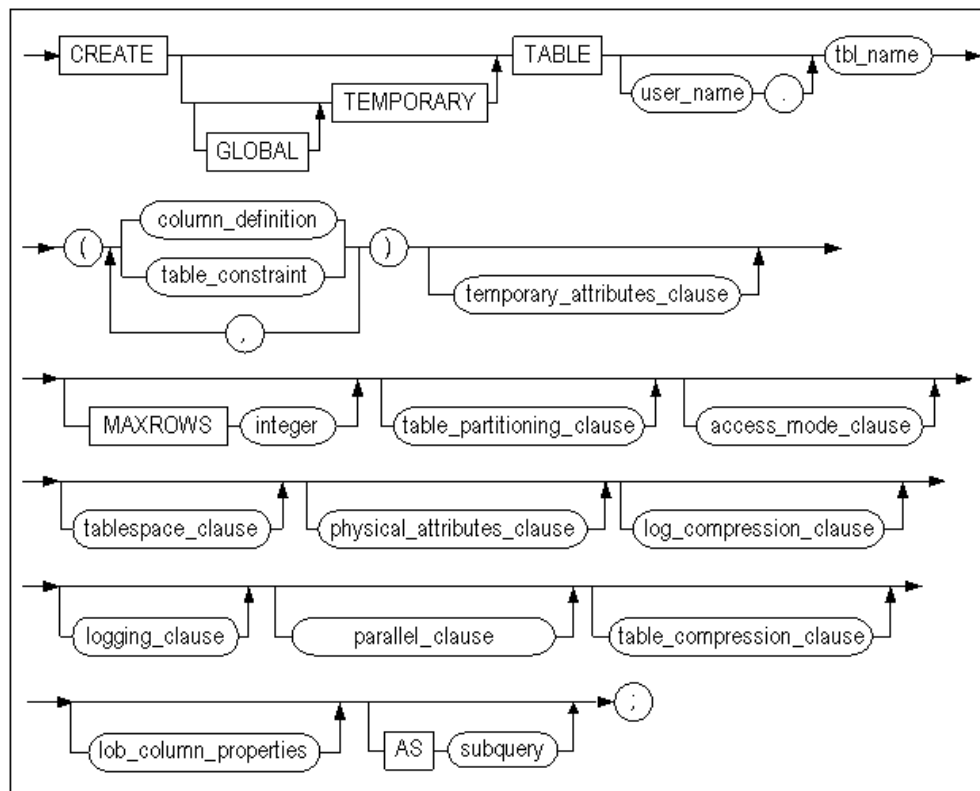 CREATE TABLE tbl_name
TEMPORARY user_name .
GLOBAL
( column_definition )
table_constraint temporary_attributes_clause
,
MAXROWS integer table_partitioning_clause access_mode_clause
tablespace_clause physical_attributes_clause log_compression_clause
logging_clause parallel_clause table_compression_clause
;
lob_column_properties AS subquery